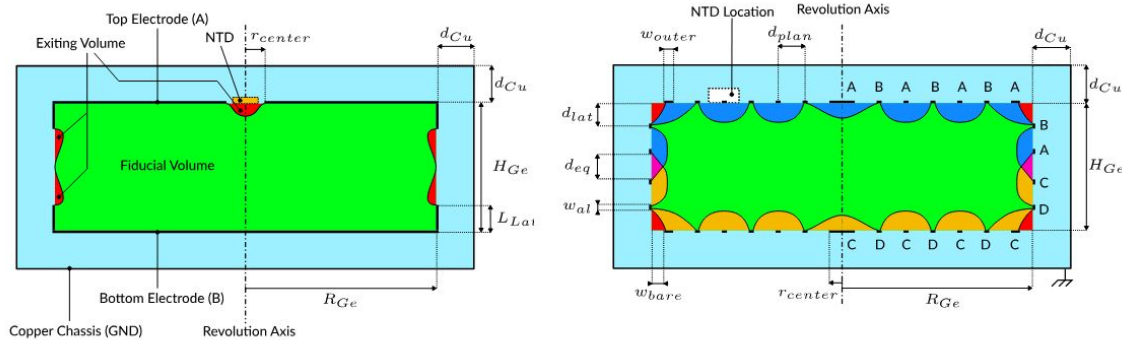 Top Electrode (A)
Exiting Volume
NTD
r_center
d_Cu
d_Cu
Fiducial Volume
H_Ge
L_Lat
Bottom Electrode (B)
R_Ge
Copper Chassis (GND)
Revolution Axis
Revolution Axis
NTD Location
w_outer
d_plan
d_Cu
d_Cu
A B A B A B A
d_lat
B
A
d_eq
H_Ge
C
w_al
D
C D C D C D C
w_bare
r_center
R_Ge